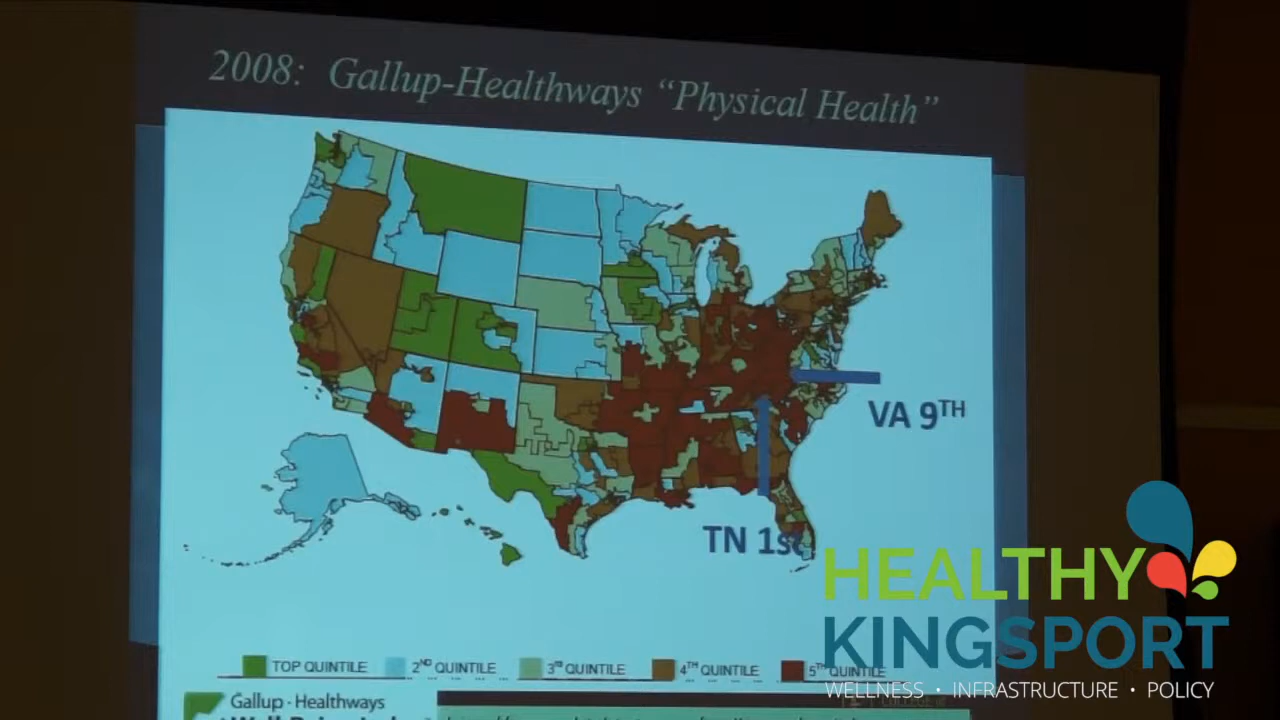 2008: Gallup-Healthways “Physical Health”
VA 9TH
TN 1st
HEALTHY
KINGSPORT
WELLNESS • INFRASTRUCTURE • POLICY
TOP QUINTILE 2ND QUINTILE 3RD QUINTILE 4TH QUINTILE 5TH QUINTILE
Gallup - Healthways